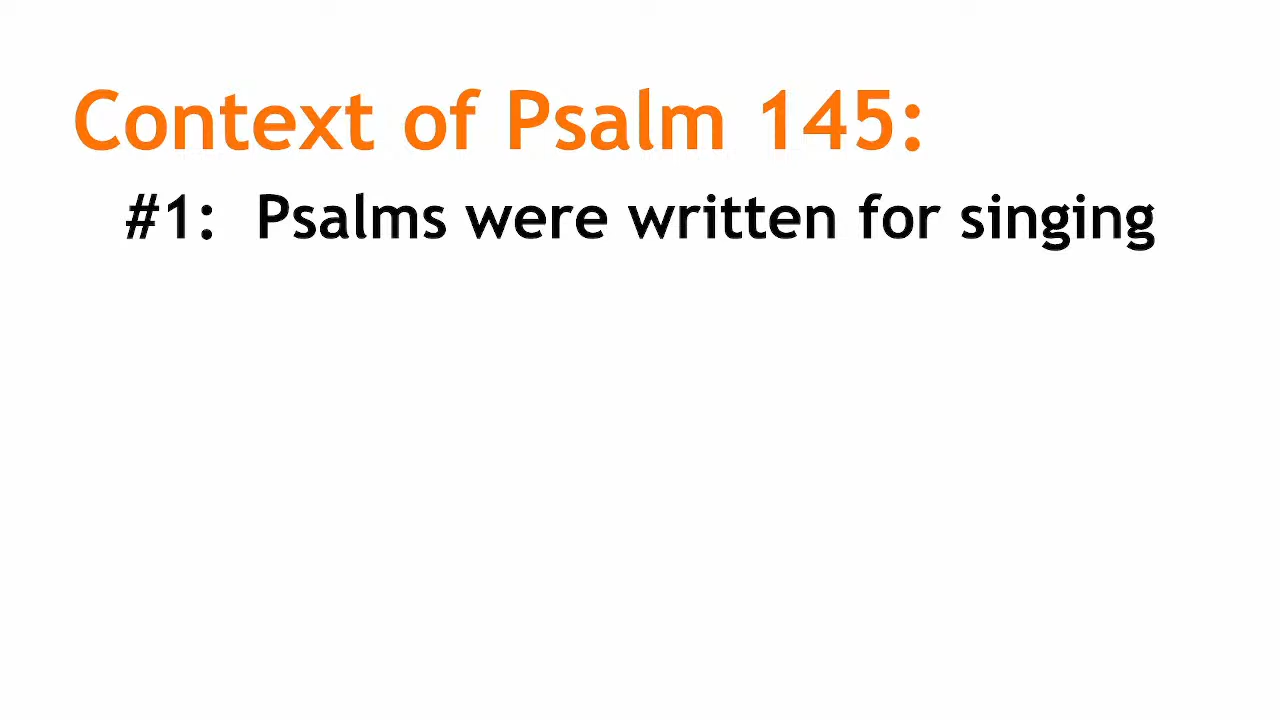 Context of Psalm 145:
#1: Psalms were written for singing